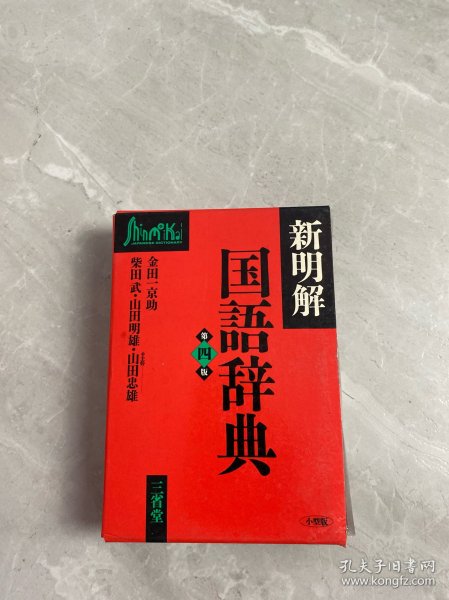 新明解
国語辞典
第四版
ShinMeiKai
JAPANESE DICTIONARY
金田一京助
柴田武・山田明雄・山田忠雄
三省堂
小型版
孔夫子旧书网
www.kongfz.com